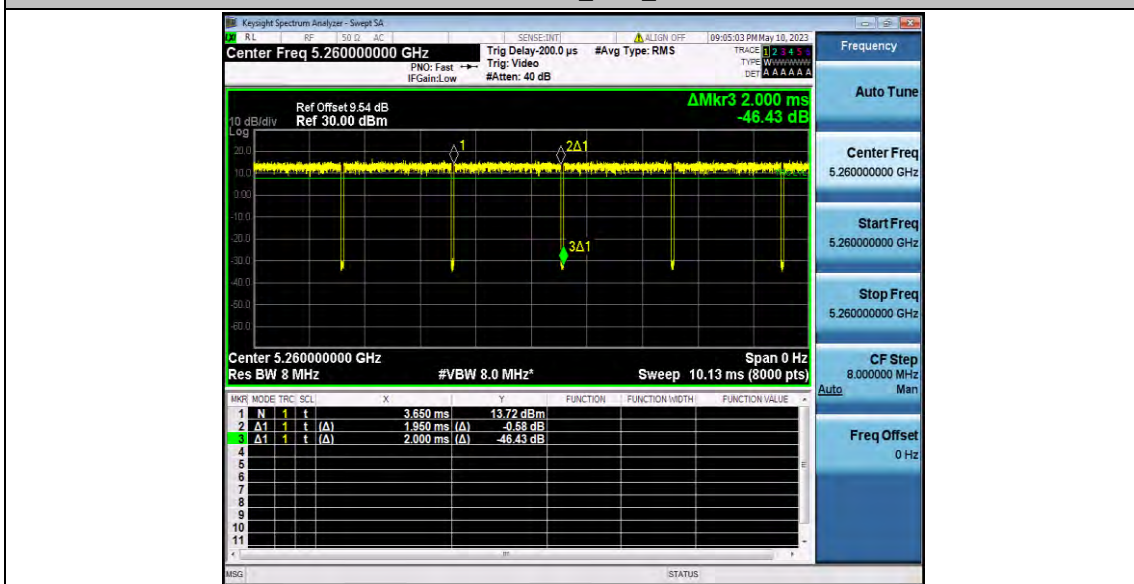 Keysight Spectrum Analyzer - Swept SA
RL RF 50 Ω AC SENSE:INT ALIGN OFF 09:05:03 PM May 10, 2023
Center Freq 5.260000000 GHz
Trig Delay-200.0 µs #Avg Type: RMS
TRACE 1 2 3 4 5 6
PNO: Fast Trig: Video
TYPE W
IFGain:Low #Atten: 40 dB
DET A A A A A A
Frequency
ΔMkr3 2.000 ms
-46.43 dB
Ref Offset 9.54 dB
10 dB/div Ref 30.00 dBm
Log
20.0
10.0
0.00
-10.0
-20.0
-30.0
-40.0
-50.0
-60.0
1
2Δ1
3Δ1
Center 5.260000000 GHz Span 0 Hz
Res BW 8 MHz #VBW 8.0 MHz* Sweep 10.13 ms (8000 pts)
MKR MODE TRC SCL X Y FUNCTION FUNCTION WIDTH FUNCTION VALUE
1 N 1 t 3.650 ms 13.72 dBm
2 Δ1 1 t (Δ) 1.950 ms (Δ) -0.58 dB
3 Δ1 1 t (Δ) 2.000 ms (Δ) -46.43 dB
4
5
6
7
8
9
10
11
MSG STATUS
Auto Tune
Center Freq
5.260000000 GHz
Start Freq
5.260000000 GHz
Stop Freq
5.260000000 GHz
CF Step
8.000000 MHz
Auto Man
Freq Offset
0 Hz